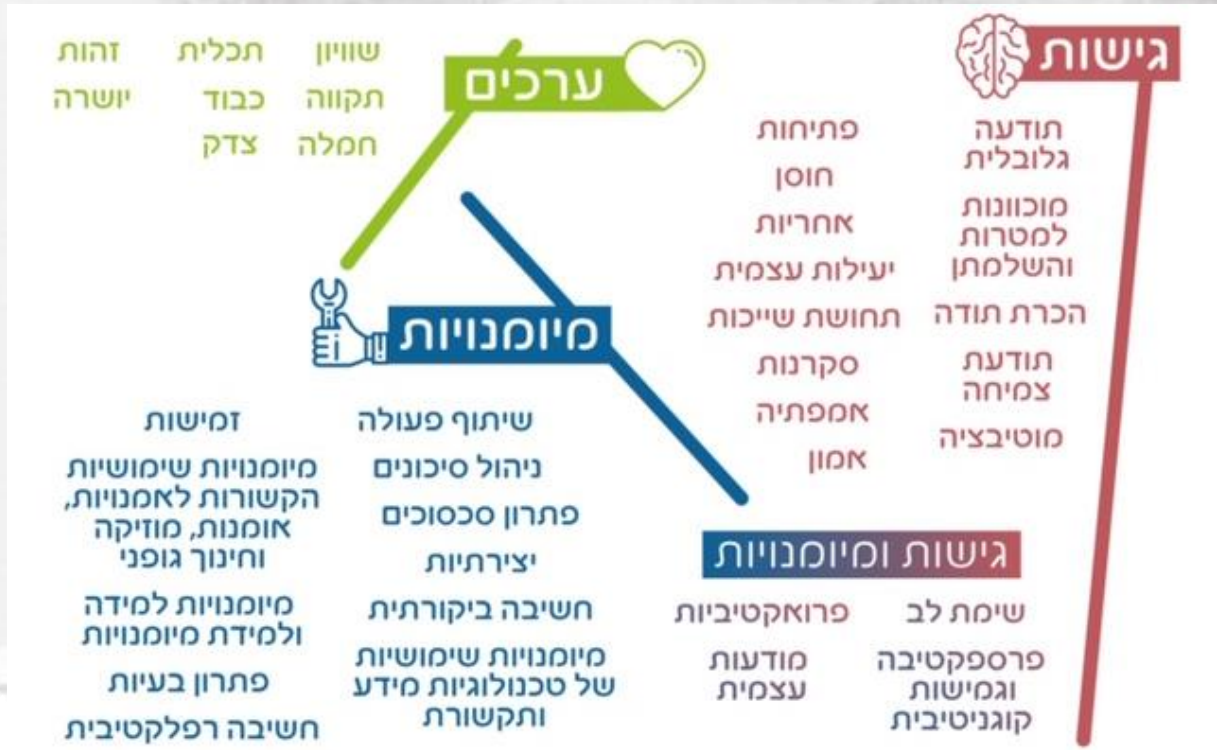 גישות
תודעה
גלובלית
מוכוונות
למטרות
והשלמתן
הכרת תודה
תודעת
צמיחה
מוטיבציה
פתיחות
חוסן
אחריות
יעילות עצמית
תחושת שייכות
סקרנות
אמפתיה
אמון
ערכים
שוויון תכלית זהות
תקווה כבוד יושרה
חמלה צדק
מיומנויות
שיתוף פעולה
ניהול סיכונים
פתרון סכסוכים
יצירתיות
חשיבה ביקורתית
מיומנויות שימושיות
של טכנולוגיות מידע
ותקשורת
זמישות
מיומנויות שימושיות
הקשורות לאמנויות,
אומנות, מוזיקה
וחינוך גופני
מיומנויות למידה
ולמידת מיומנויות
פתרון בעיות
חשיבה רפלקטיבית
גישות ומיומנויות
שימת לב
פרספקטיבה
וגמישות
קוגניטיבית
פרואקטיביות
מודעות
עצמית